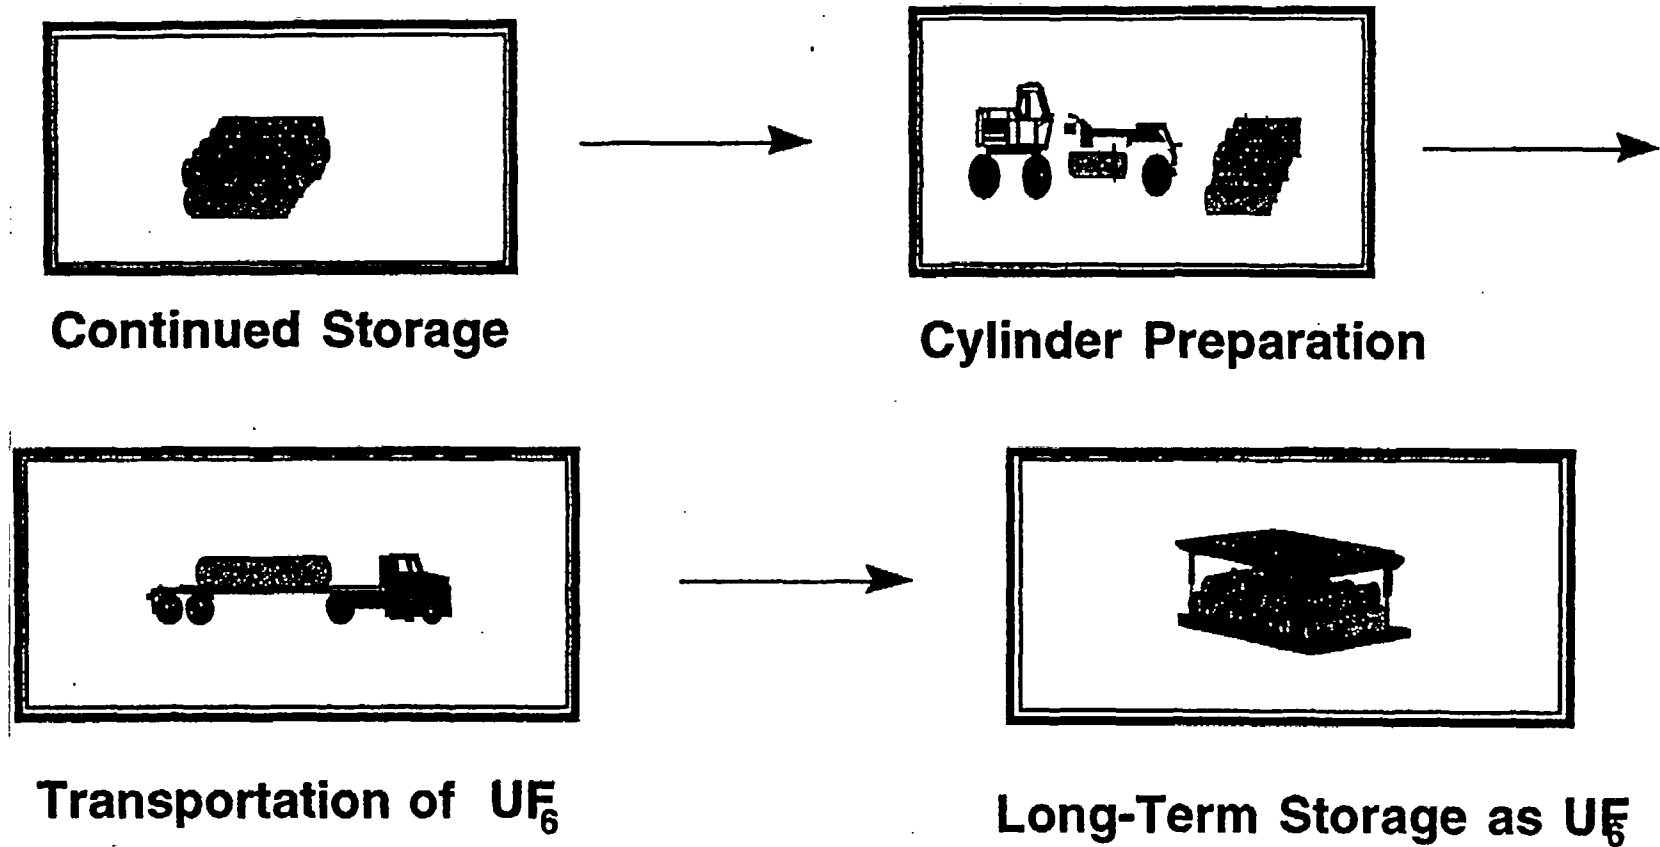 Continued Storage
Cylinder Preparation
Transportation of UF₆
Long-Term Storage as UF₆